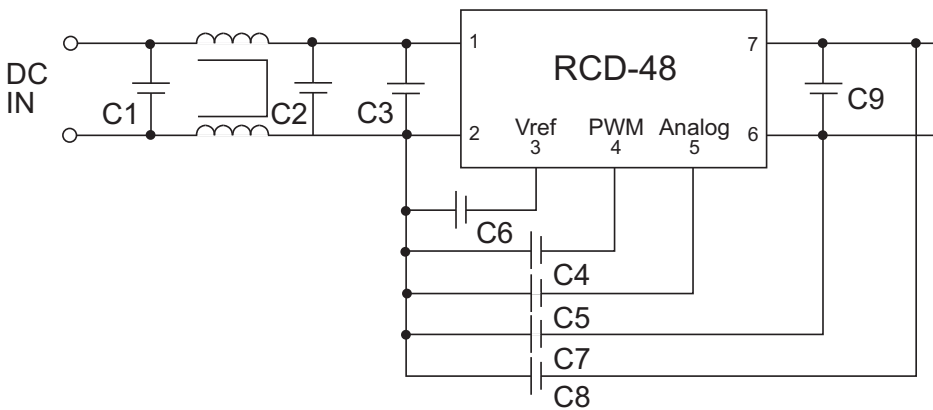 DC
IN
C1
C2
C3
1
2
RCD-48
Vref
3
PWM
4
Analog
5
7
6
C9
C6
C4
C5
C7
C8